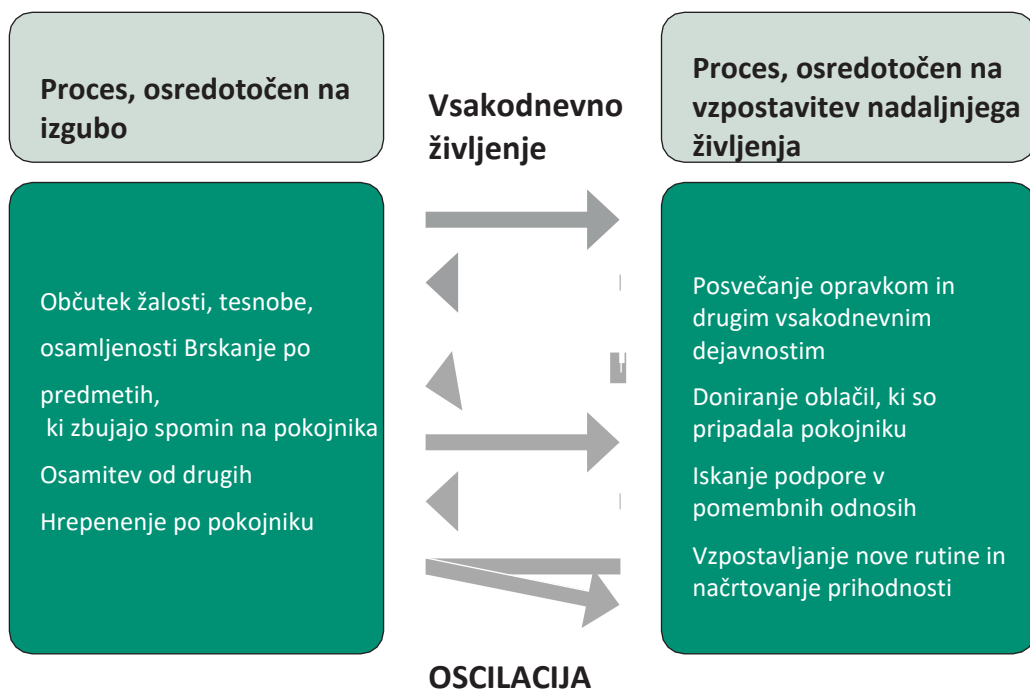 Proces, osredotočen na
izgubo
Občutek žalosti, tesnobe,
osamljenosti Brskanje po
predmetih,
ki zbujajo spomin na pokojnika
Osamitev od drugih
Hrepenenje po pokojniku
Vsakodnevno
življenje
OSCILACIJA
Proces, osredotočen na
vzpostavitev nadaljnjega
življenja
Posvečanje opravkom in
drugim vsakodnevnim
dejavnostim
Doniranje oblačil, ki so
pripadala pokojniku
Iskanje podpore v
pomembnih odnosih
Vzpostavljanje nove rutine in
načrtovanje prihodnosti